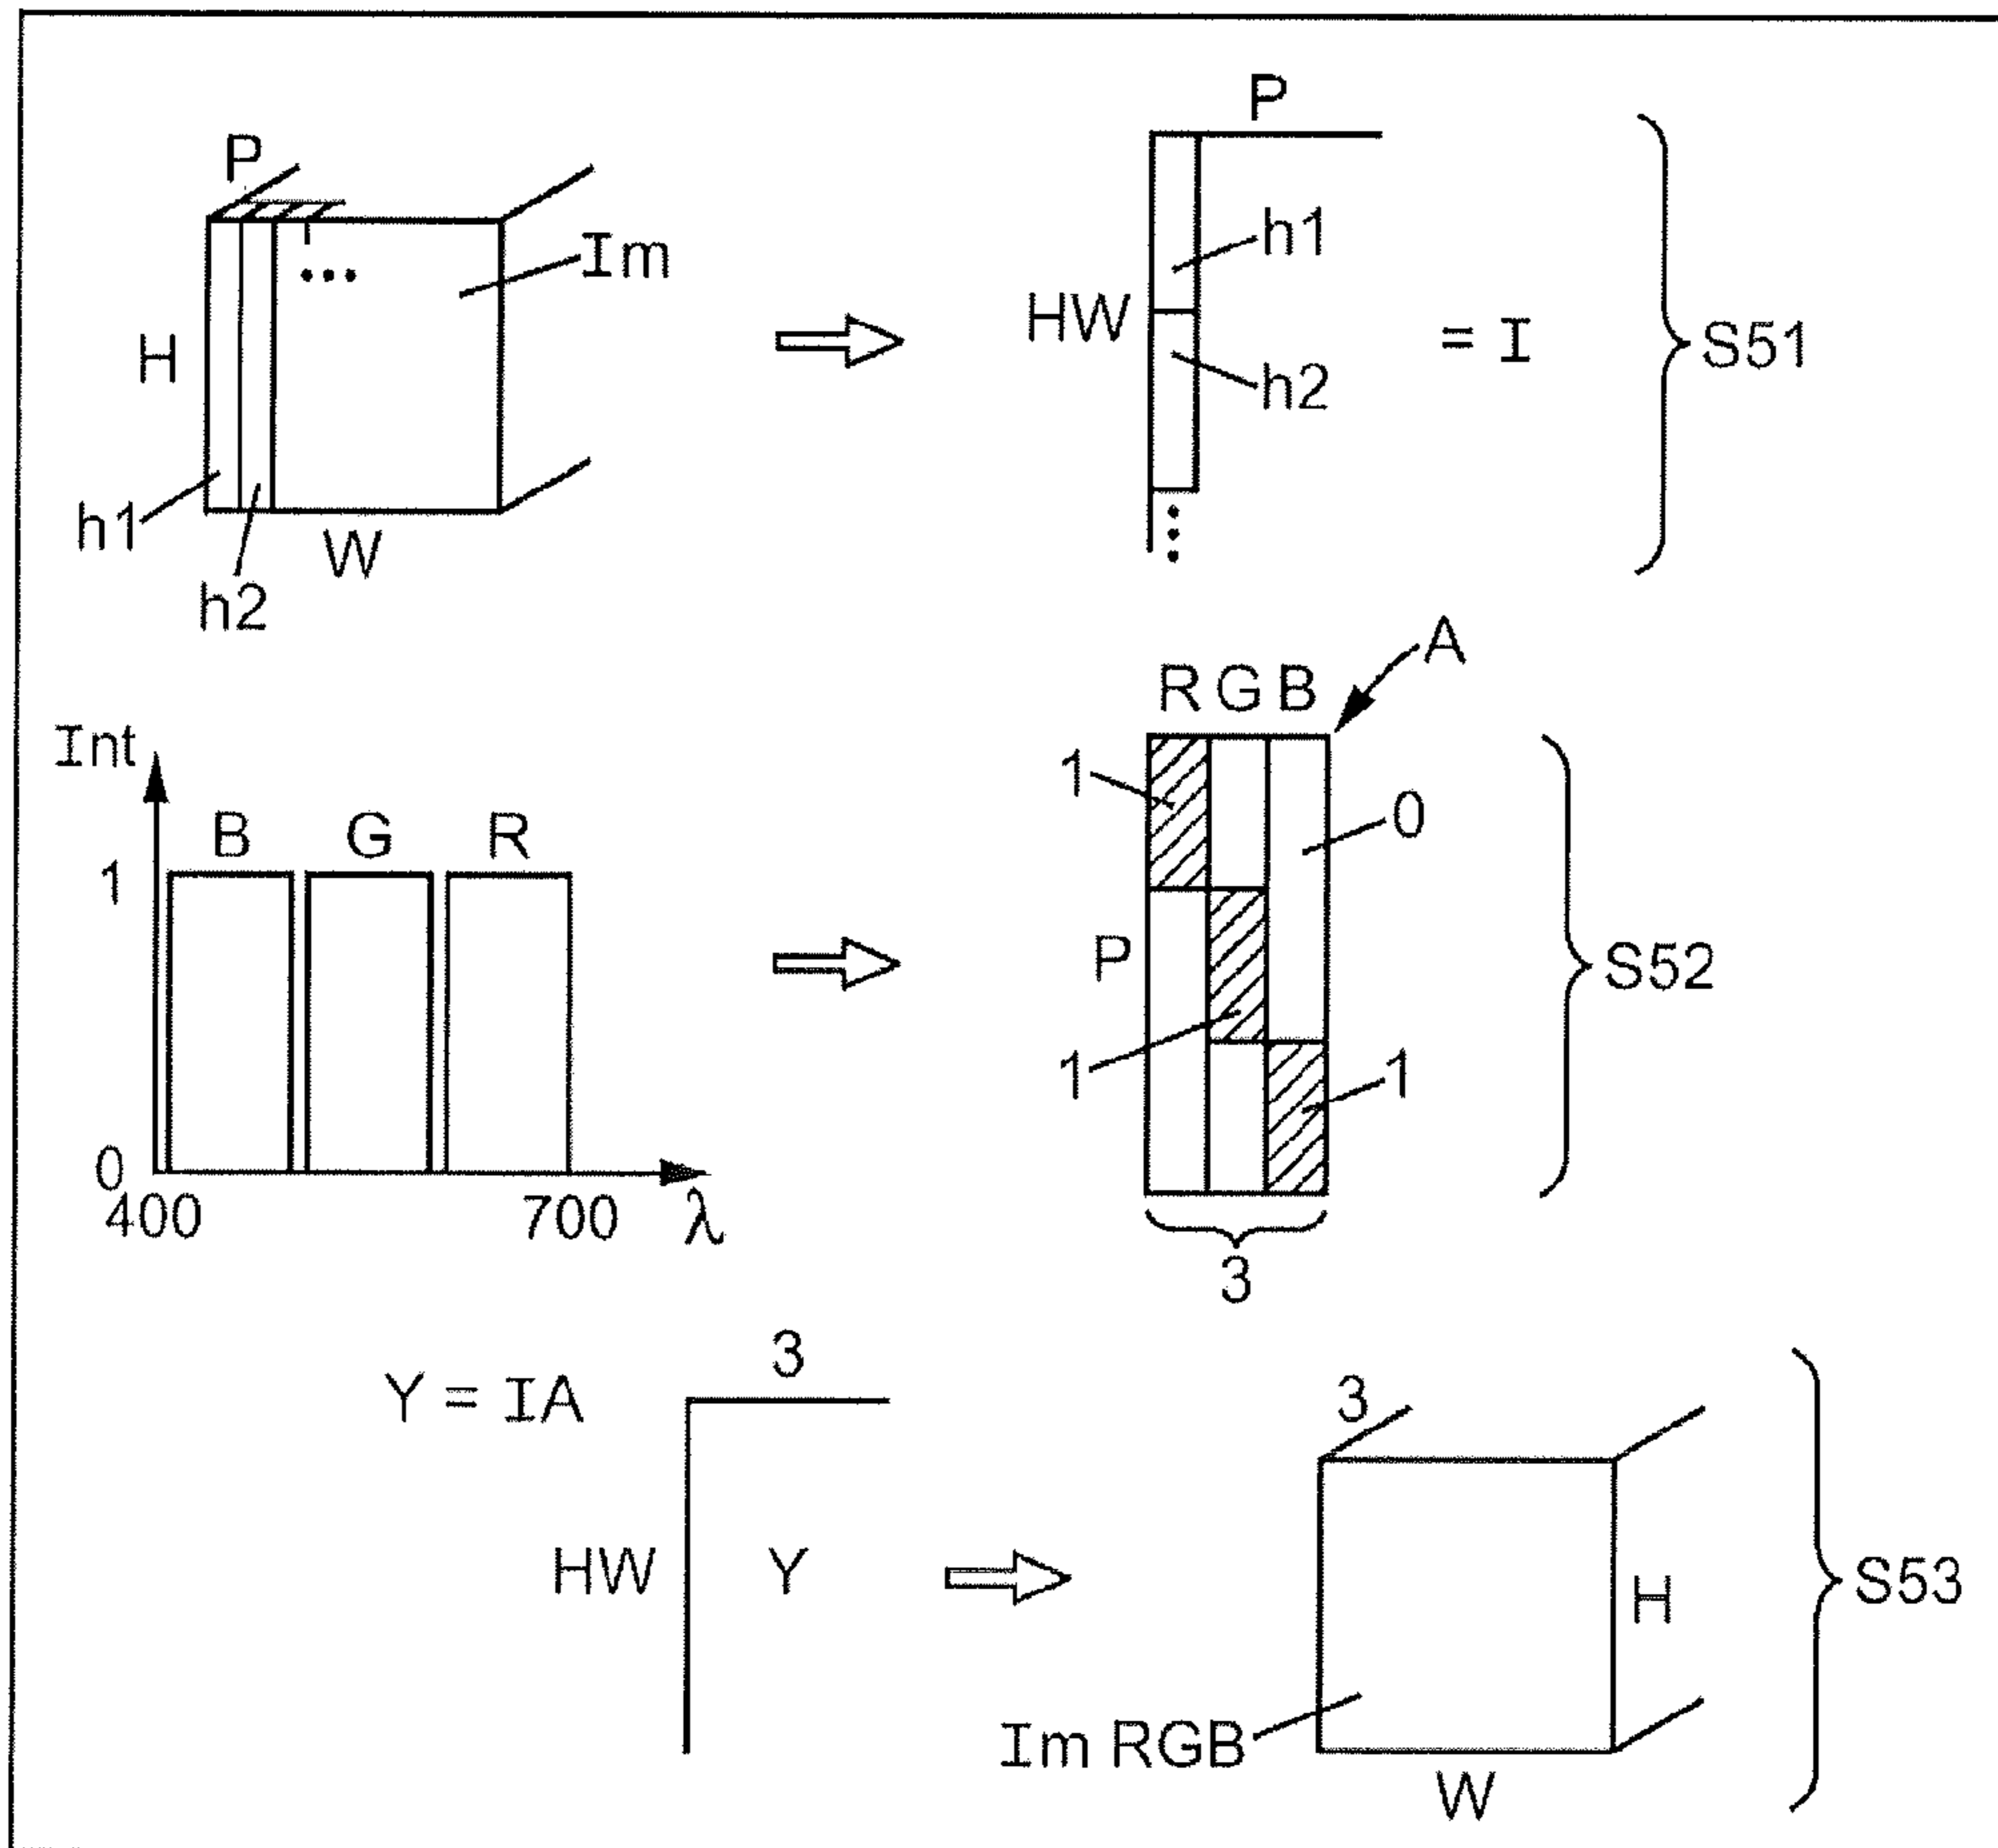 P
H
Im
h1
h2
W
P
HW
h1
h2
...
= I
S51
Int
1
0
B G R
400
700
λ
R G B
A
1
0
P
1
1
3
S52
Y = IA
3
HW
Y
3
H
W
Im RGB
S53